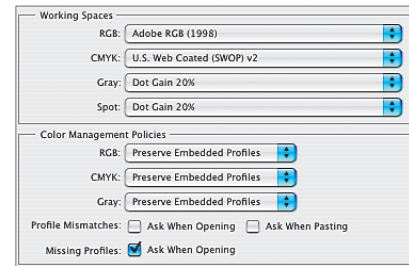 Working Spaces
RGB: Adobe RGB (1998)
CMYK: U.S. Web Coated (SWOP) v2
Gray: Dot Gain 20%
Spot: Dot Gain 20%
Color Management Policies
RGB: Preserve Embedded Profiles
CMYK: Preserve Embedded Profiles
Gray: Preserve Embedded Profiles
Profile Mismatches: Ask When Opening Ask When Pasting
Missing Profiles: Ask When Opening